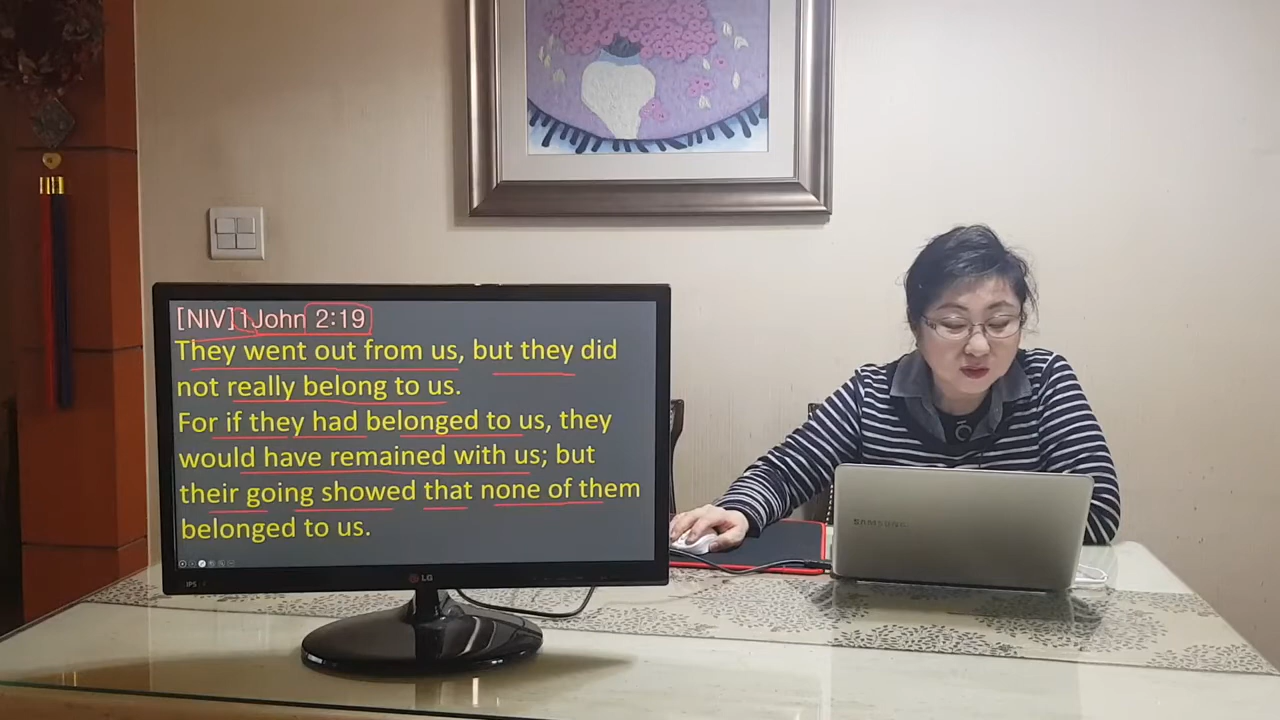 [NIV] 1John 2:19
They went out from us, but they did
not really belong to us.
For if they had belonged to us, they
would have remained with us; but
their going showed that none of them
belonged to us.
IPS
LG
SAMSUNG